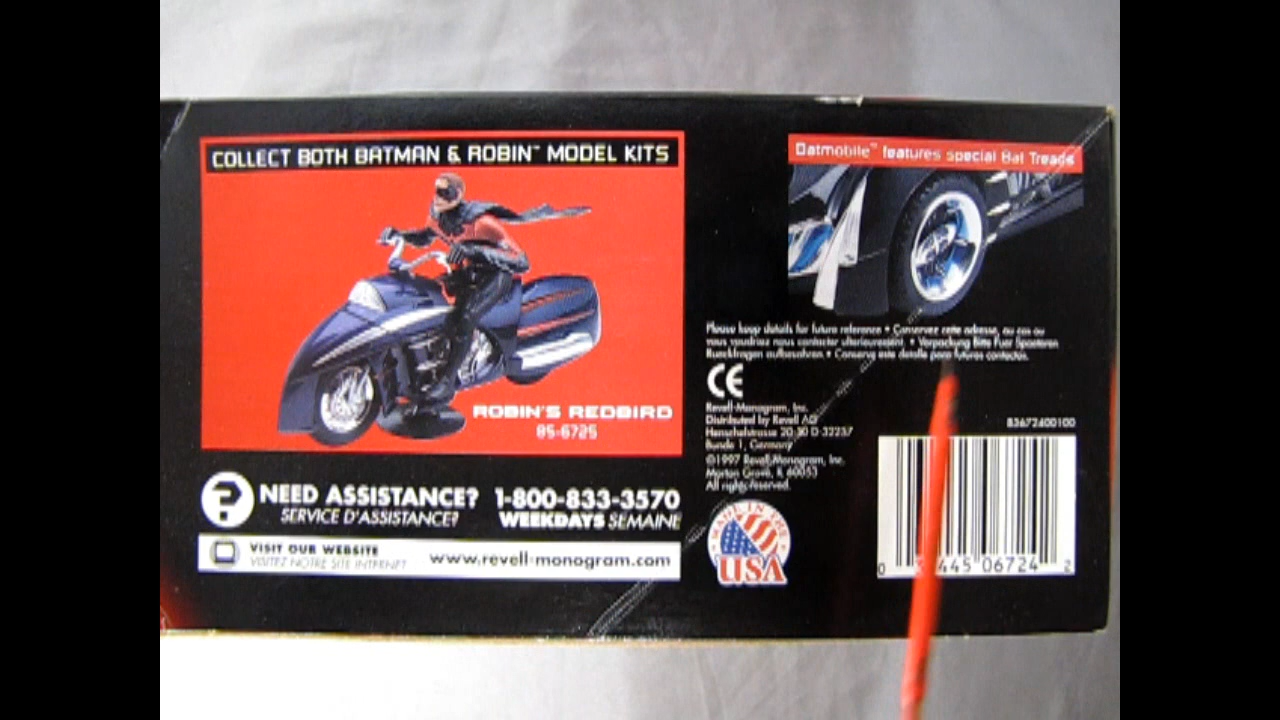 COLLECT BOTH BATMAN & ROBIN™ MODEL KITS
ROBIN'S REDBIRD
85-6725
? NEED ASSISTANCE? 1-800-833-3570
SERVICE D'ASSISTANCE? WEEKDAYS SEMAINE
VISIT OUR WEBSITE
VISITEZ NOTRE SITE INTERNET
www.revell-monogram.com
Batmobile™ features special Bat Treads
Please keep details for future reference • Conservez cette adresse, au cas ou
vous voudriez nous contacter ulterieurement. • Verpackung Bitte Fuer Spaeteren
Rueckfragen aufbewahren. • Conserve este detalle para futuros contactos.
CE
Revell-Monogram, Inc.
Distributed by Revell AG
Henschelstrasse 20-30 D-32257
Bunde 1, Germany
©1997 Revell-Monogram, Inc.
Morton Grove, IL 60053
All rights reserved.
MADE IN THE
USA
83672400100
0 445 06724 2